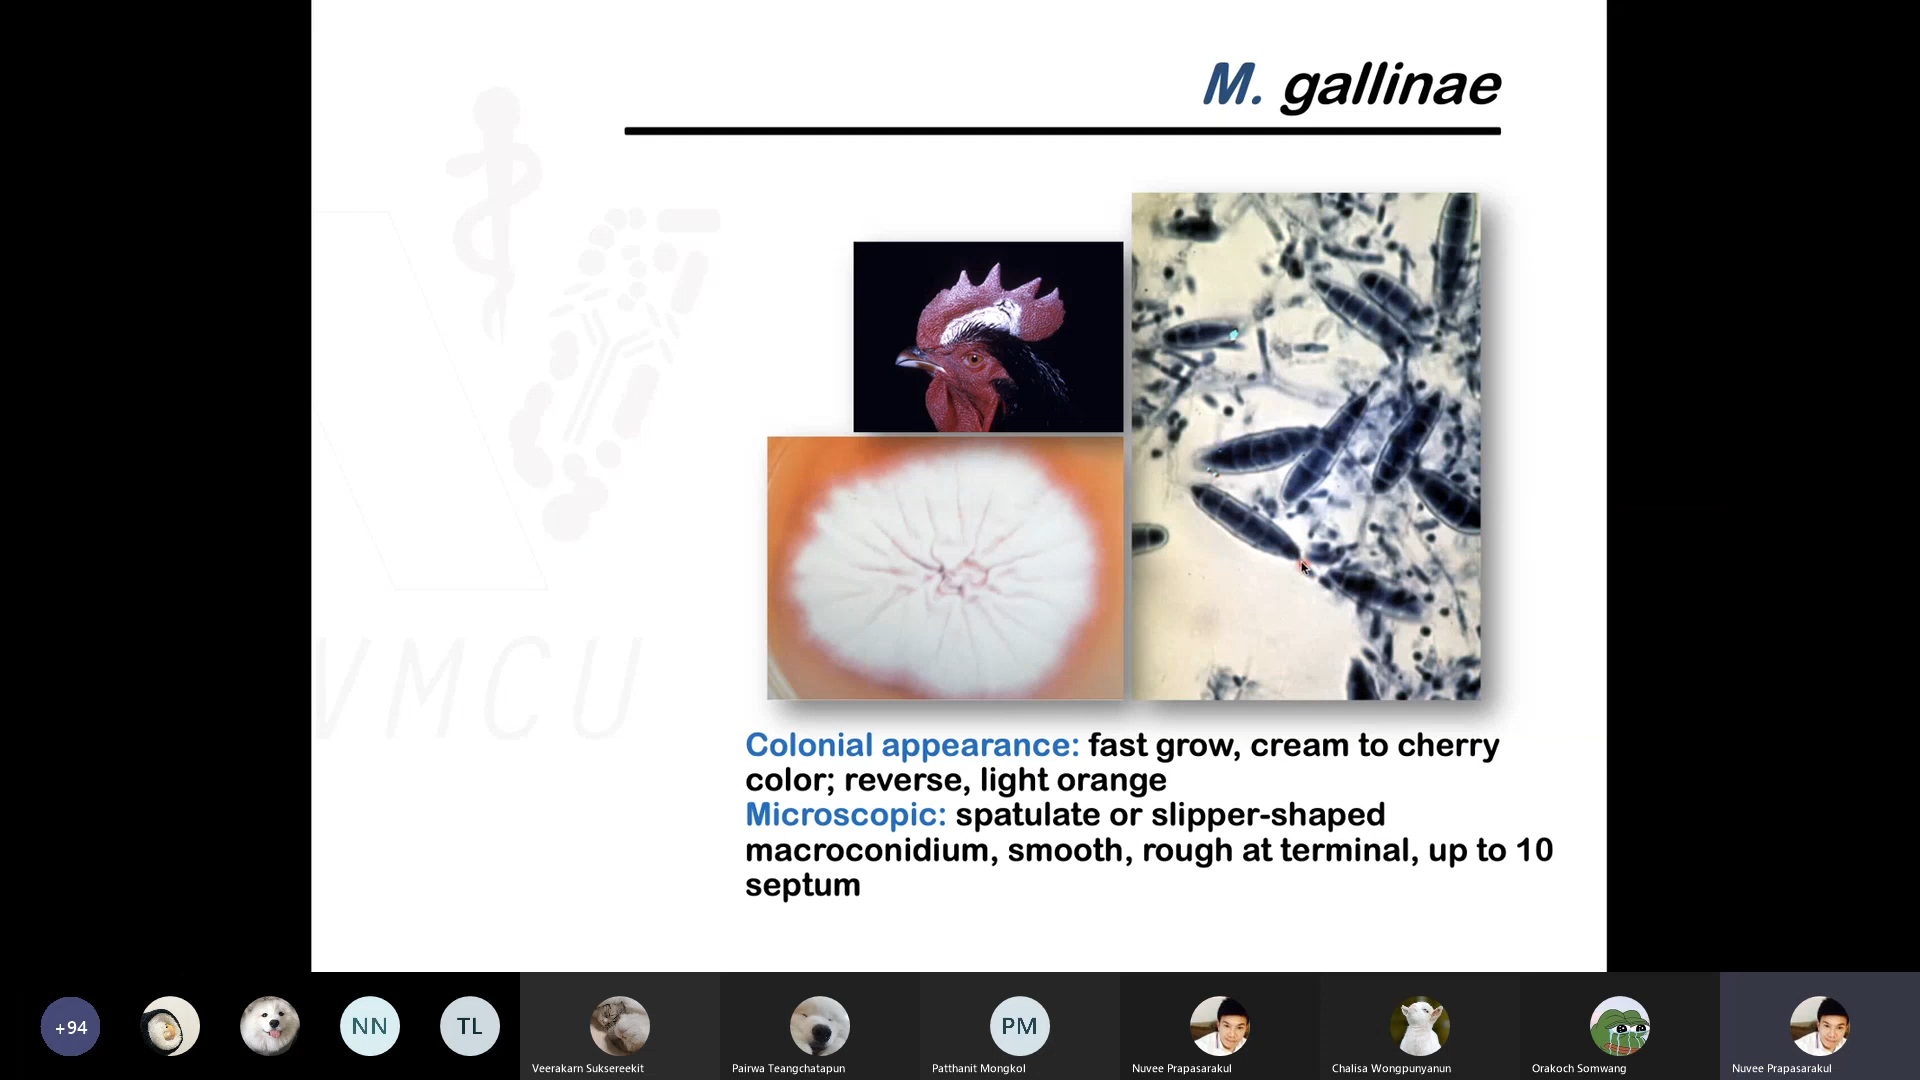 M. gallinae
VMCU
Colonial appearance: fast grow, cream to cherry
color; reverse, light orange
Microscopic: spatulate or slipper-shaped
macroconidium, smooth, rough at terminal, up to 10
septum
+94
NN
TL
PM
Veerakarn Suksereekit
Pairwa Teangchatapun
Patthanit Mongkol
Nuvee Prapasarakul
Chalisa Wongpunyanun
Orakoch Somwang
Nuvee Prapasarakul